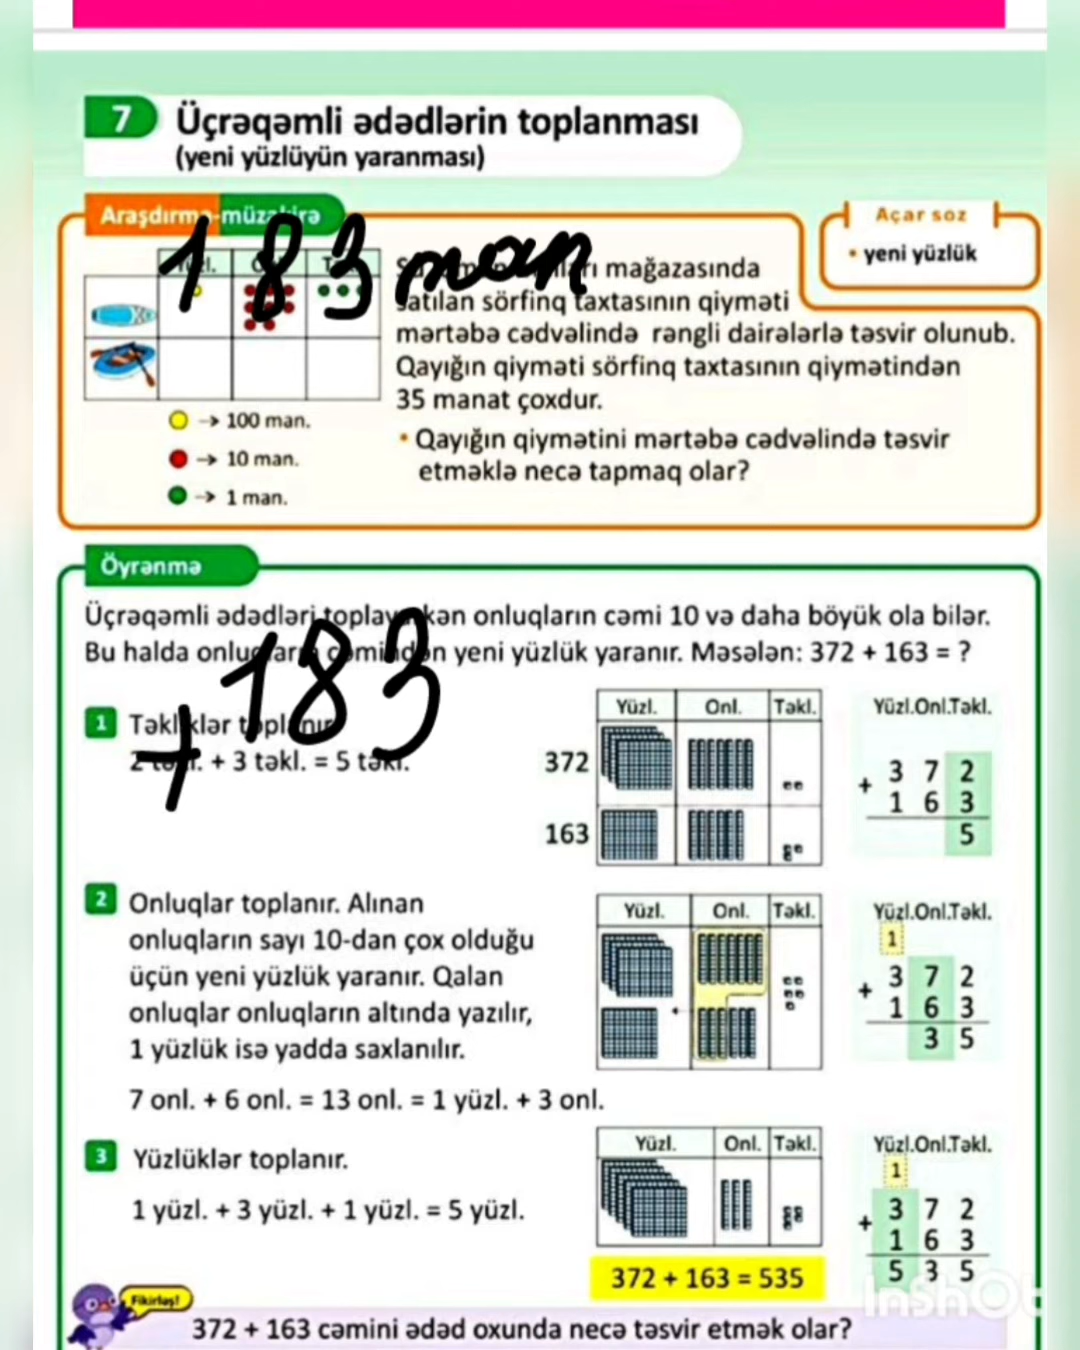 7 Üçrəqəmli ədədlərin toplanması
(yeni yüzlüyün yaranması)
Araşdırma-müzakirə
Açar söz
• yeni yüzlük
183 man
mağazasında
satılan sörfinq taxtasının qiyməti
mərtəbə cədvəlində rəngli dairələrlə təsvir olunub.
Qayığın qiyməti sörfinq taxtasının qiymətindən
35 manat çoxdur.
• Qayığın qiymətini mərtəbə cədvəlində təsvir
etməklə necə tapmaq olar?
→ 100 man.
→ 10 man.
→ 1 man.
Öyrənmə
Üçrəqəmli ədədləri toplayarkən onluqların cəmi 10 və daha böyük ola bilər.
Bu halda onluqların cəmindən yeni yüzlük yaranır. Məsələn: 372 + 163 = ?
+183
1 Təkliklər toplanır
2 təkl. + 3 təkl. = 5 təkl.
Yüzl. Onl. Təkl.
372
163
Yüzl.Onl.Təkl.
3 7 2
+
1 6 3
5
2 Onluqlar toplanır. Alınan
onluqların sayı 10-dan çox olduğu
üçün yeni yüzlük yaranır. Qalan
onluqlar onluqların altında yazılır,
1 yüzlük isə yadda saxlanılır.
7 onl. + 6 onl. = 13 onl. = 1 yüzl. + 3 onl.
Yüzl. Onl. Təkl.
Yüzl.Onl.Təkl.
1
3 7 2
+
1 6 3
3 5
3 Yüzlüklər toplanır.
1 yüzl. + 3 yüzl. + 1 yüzl. = 5 yüzl.
Yüzl. Onl. Təkl.
372 + 163 = 535
Yüzl.Onl.Təkl.
1
3 7 2
+
1 6 3
5 3 5
InShOt
Fikirləş!
372 + 163 cəmini ədəd oxunda necə təsvir etmək olar?